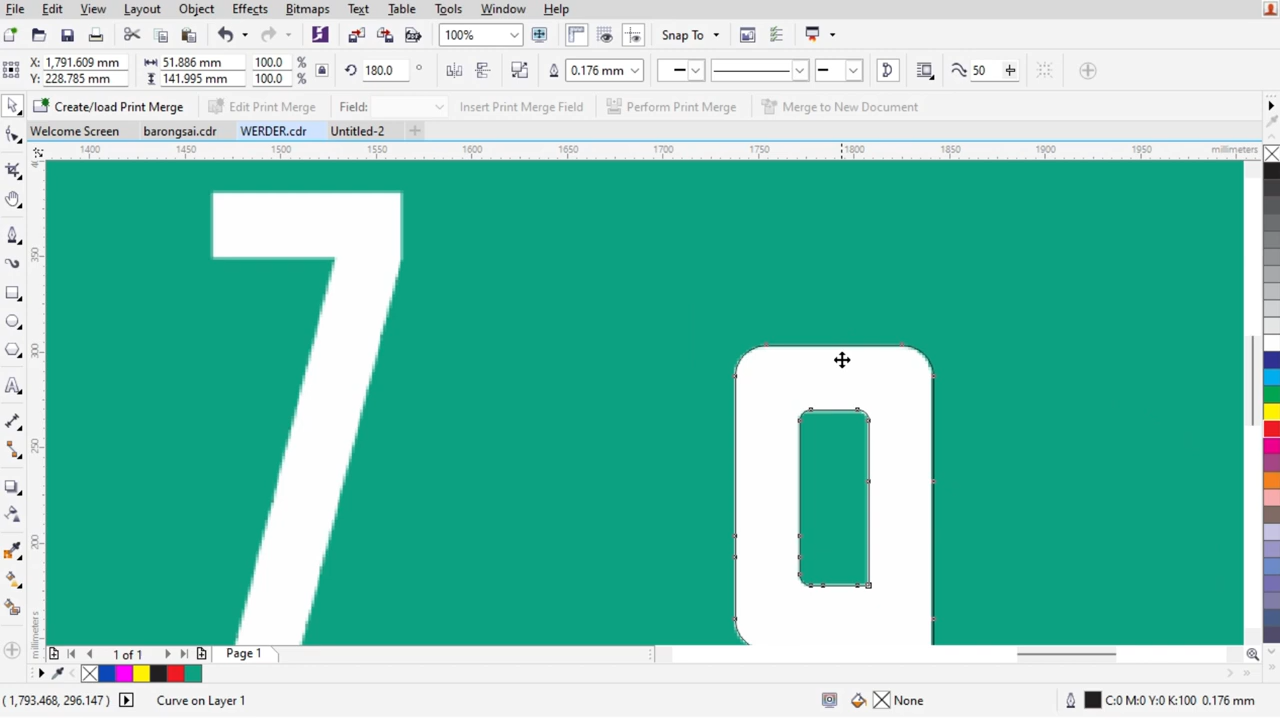 File Edit View Layout Object Effects Bitmaps Text Table Tools Window Help
100% Snap To
X: 1,791.609 mm 51.886 mm 100.0 % 180.0 ° 0.176 mm 50
Y: 228.785 mm 141.995 mm 100.0 %
Create/load Print Merge Edit Print Merge Field: Insert Print Merge Field Perform Print Merge Merge to New Document
Welcome Screen barongsai.cdr WERDER.cdr Untitled-2
1400 1450 1500 1550 1600 1650 1700 1750 1800 1850 1900 1950 millimeters
350
300
250
200
millimeters
7 0
1 of 1 Page 1
( 1,793.468, 296.147 ) Curve on Layer 1 None C:0 M:0 Y:0 K:100 0.176 mm